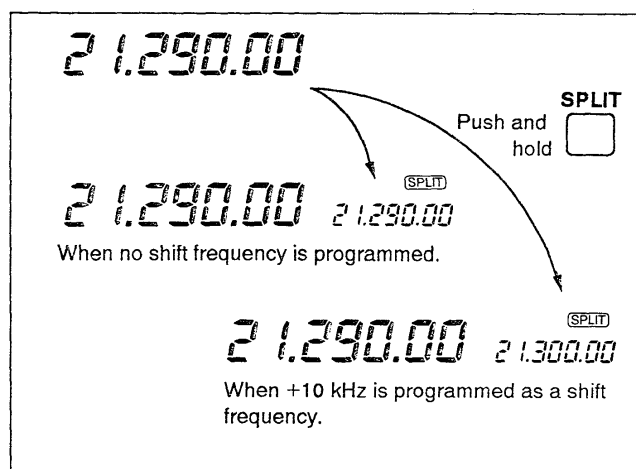 21.290.00
SPLIT
Push and
hold
SPLIT
21.290.00 21.290.00
When no shift frequency is programmed.
SPLIT
21.290.00 21.300.00
When +10 kHz is programmed as a shift
frequency.